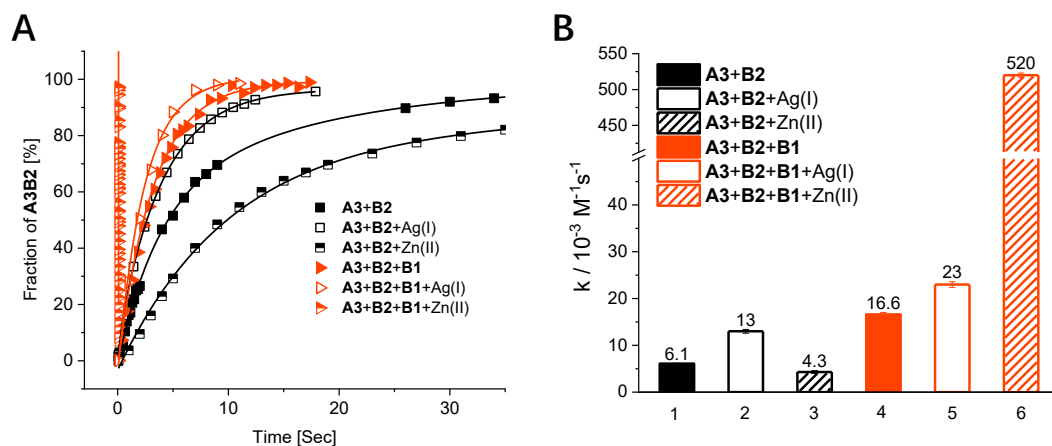 A
Fraction of A3B2 [%]
100
80
60
40
20
0
A3+B2
A3+B2+Ag(I)
A3+B2+Zn(II)
A3+B2+B1
A3+B2+B1+Ag(I)
A3+B2+B1+Zn(II)
0 10 20 30
Time [Sec]
B
k / 10⁻³ M⁻¹s⁻¹
550
500
450
40
30
20
10
0
A3+B2
A3+B2+Ag(I)
A3+B2+Zn(II)
A3+B2+B1
A3+B2+B1+Ag(I)
A3+B2+B1+Zn(II)
6.1
13
4.3
16.6
23
520
1 2 3 4 5 6